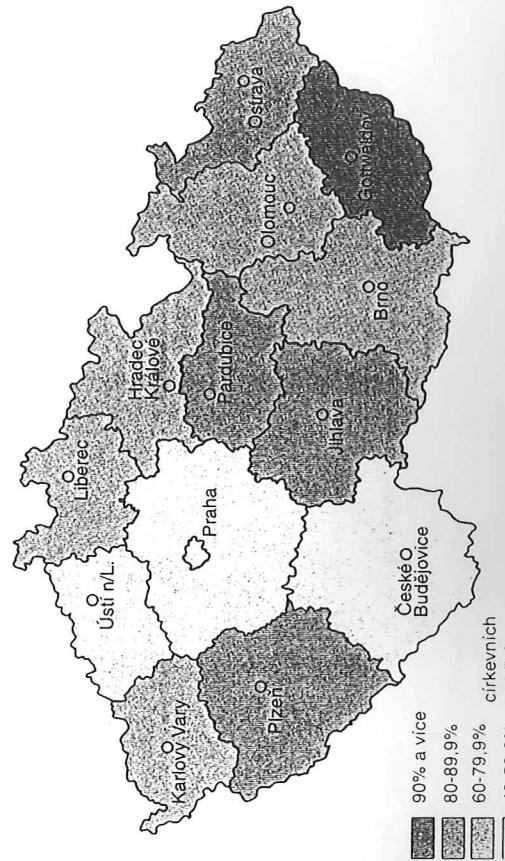 Ostrava
Gottwaldov
Olomouc
Brno
Hradec
Králové
Pardubice
Jihlava
Liberec
Praha
Ústí n/L.
České
Budějovice
Karlovy Vary
Plzeň
90% a více
80-89,9%
60-79,9%
církevních